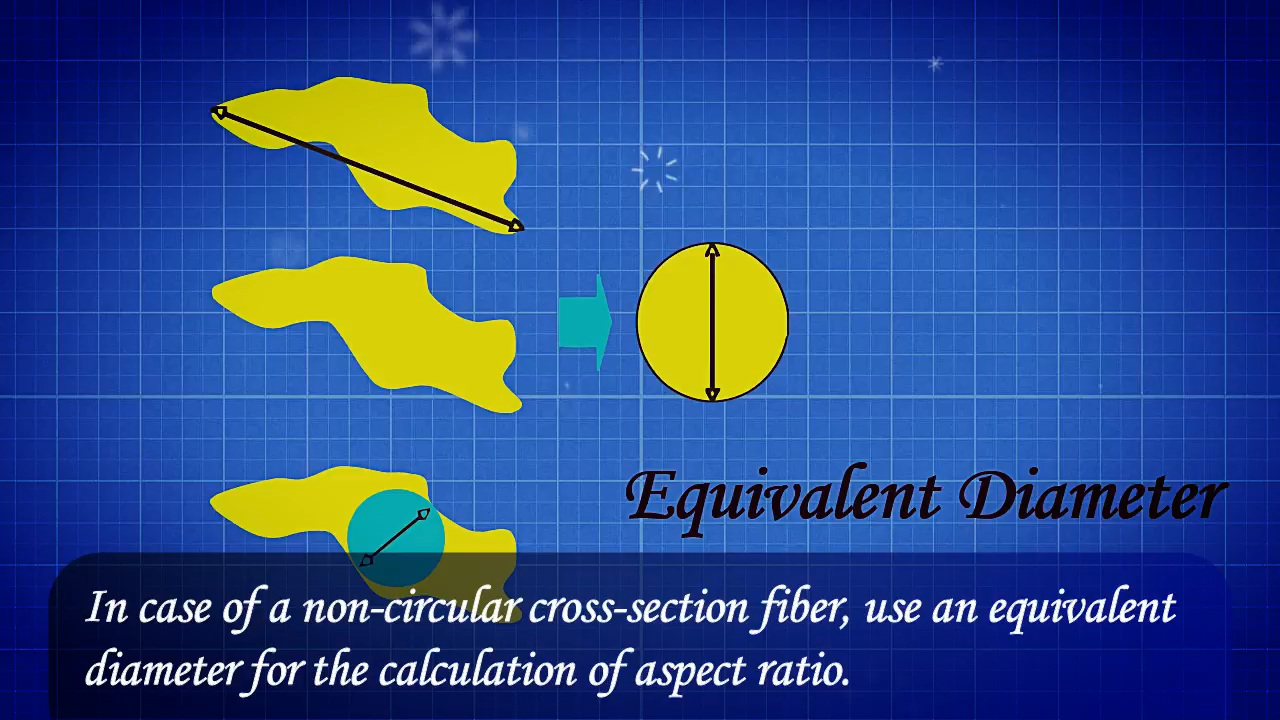 Equivalent Diameter
In case of a non-circular cross-section fiber, use an equivalent
diameter for the calculation of aspect ratio.